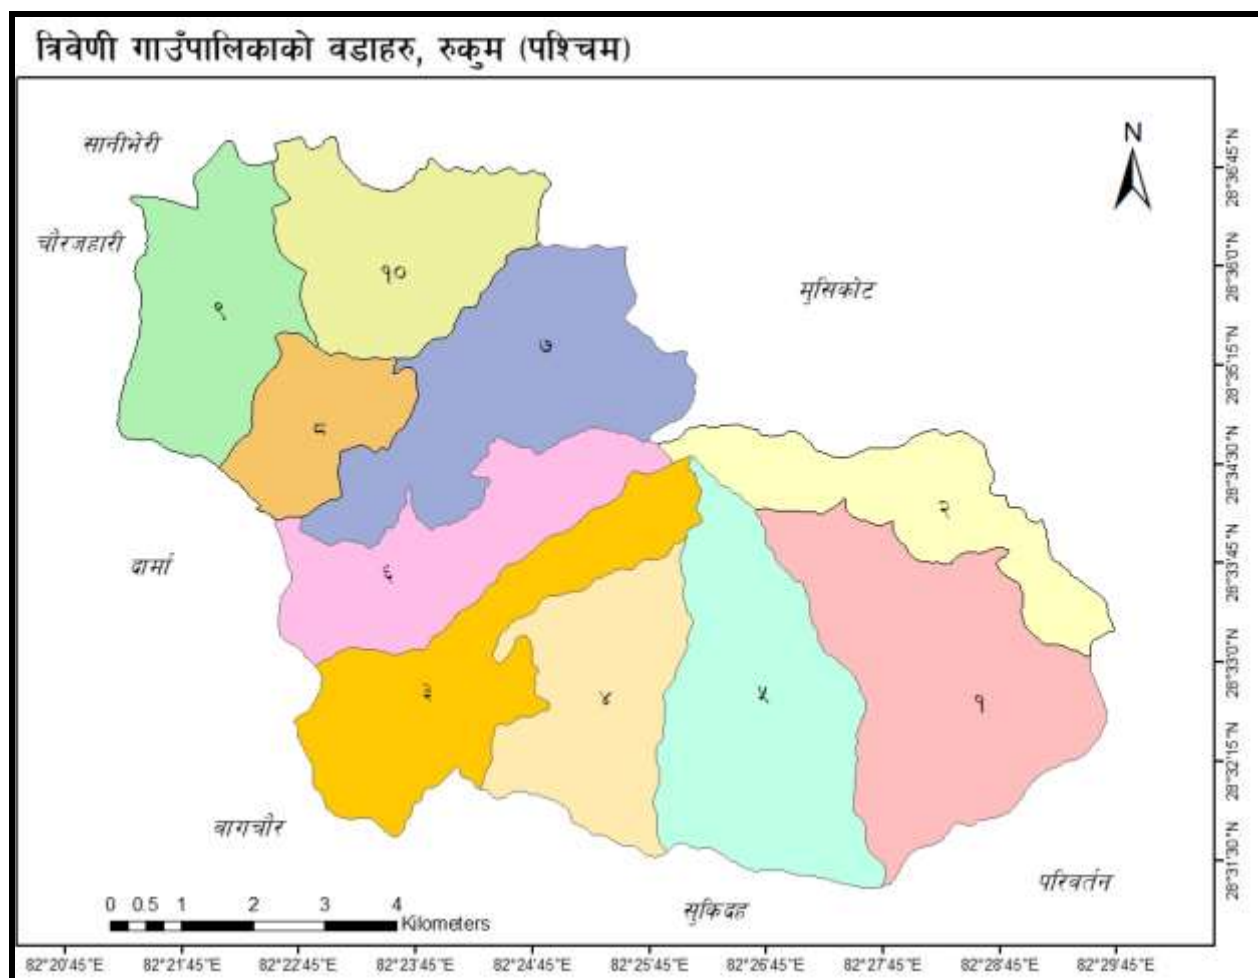 त्रिवेणी गाउँपालिकाको वडाहरु, रुकुम (पश्चिम)
सानीभेरी
N
28°36'45"N
चौरजहारी
28°36'0"N
१०
मुसिकोट
९
७
28°35'15"N
८
28°34'30"N
२
दार्मा
६
28°33'45"N
28°33'0"N
३
४
५
१
28°32'15"N
बागचौर
28°31'30"N
परिवर्तन
सुकिदह
0 0.5 1 2 3 4
Kilometers
82°20'45"E 82°21'45"E 82°22'45"E 82°23'45"E 82°24'45"E 82°25'45"E 82°26'45"E 82°27'45"E 82°28'45"E 82°29'45"E